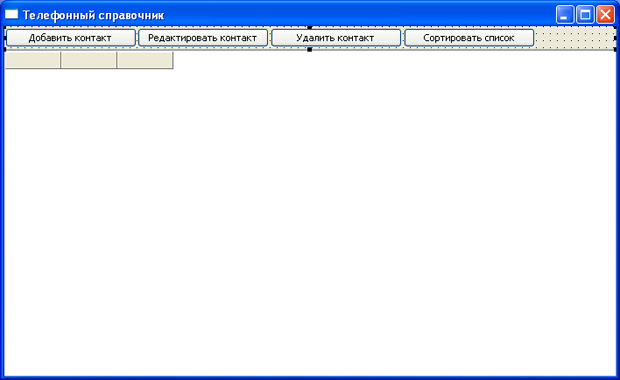 Телефонный справочник
Добавить контакт Редактировать контакт Удалить контакт Сортировать список